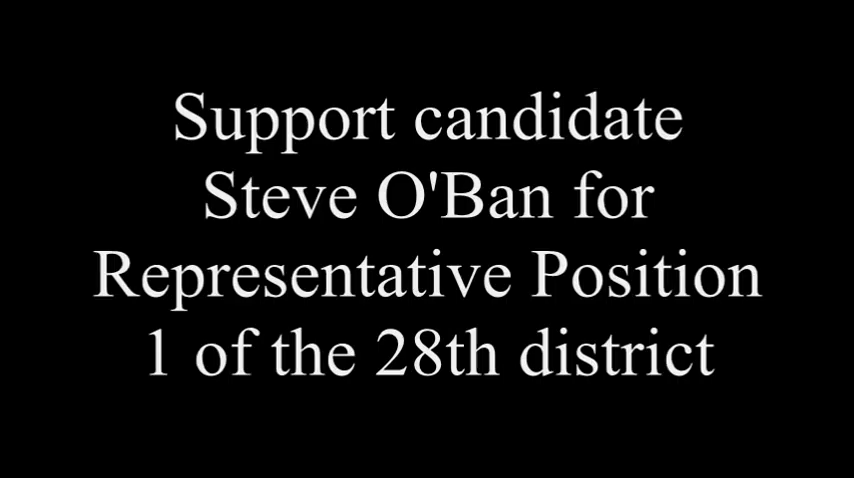 Support candidate
Steve O'Ban for
Representative Position
1 of the 28th district